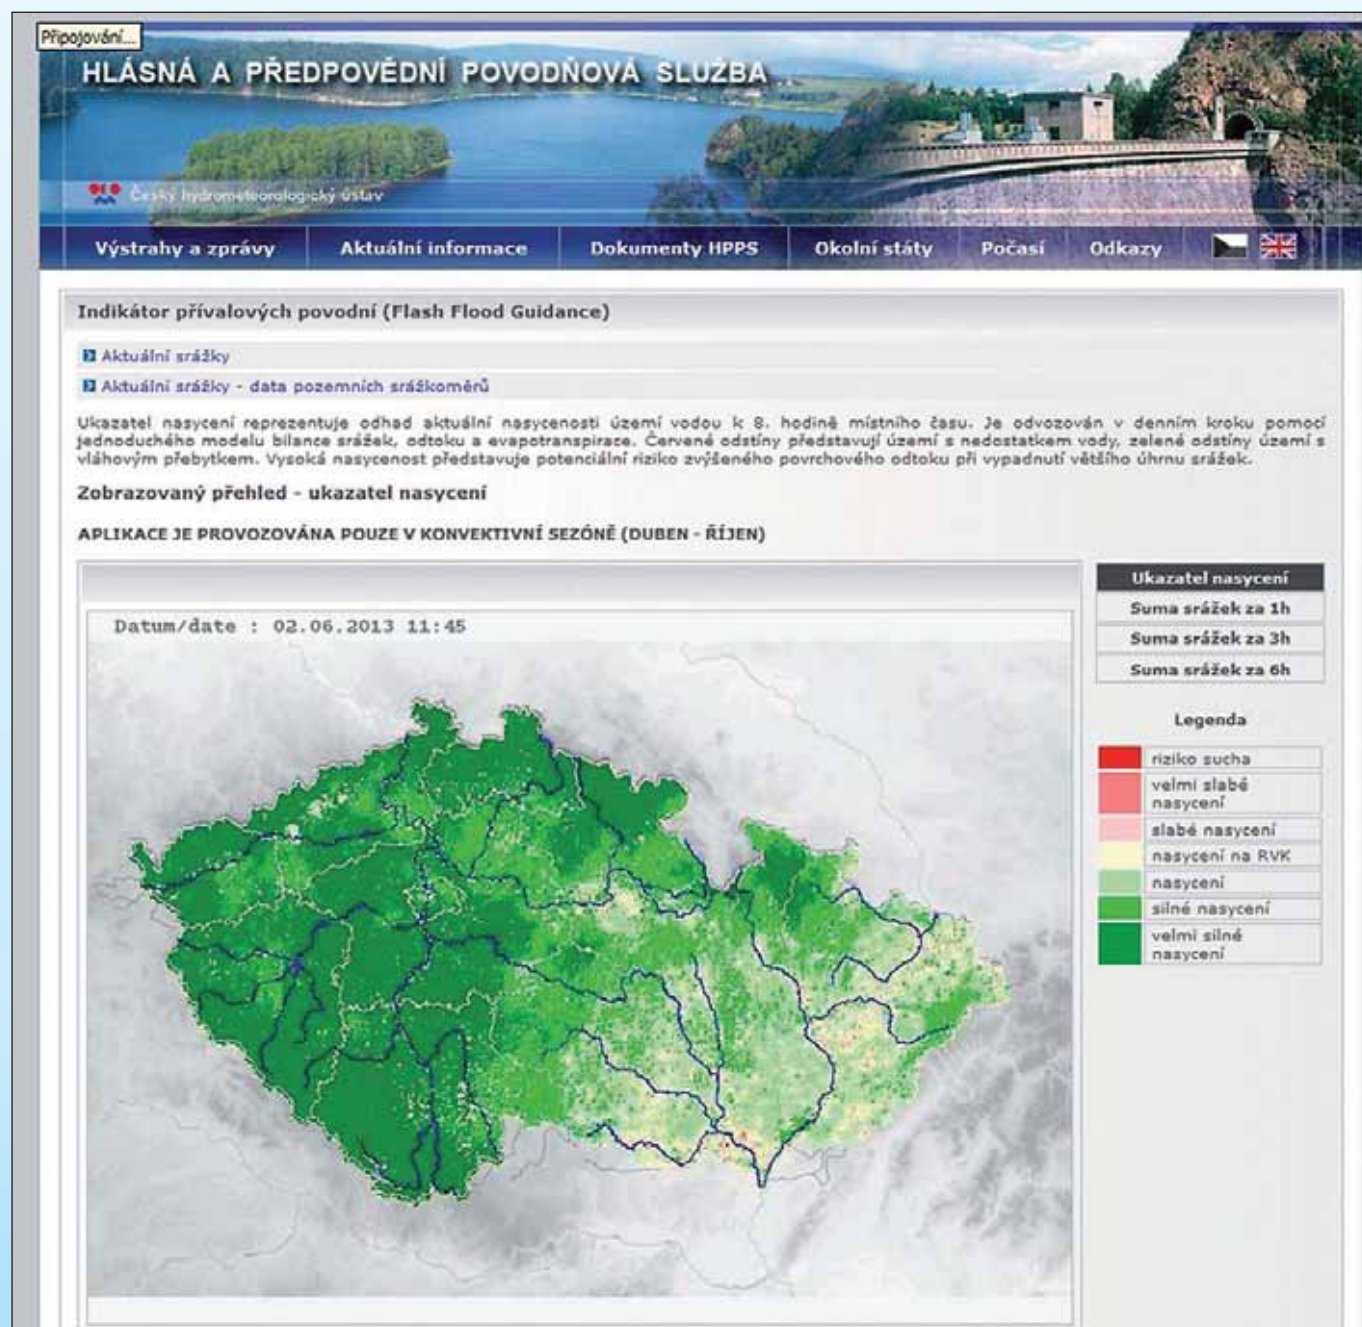 Připojování...
HLÁSNÁ A PŘEDPOVĚDNÍ POVODŇOVÁ SLUŽBA
Český hydrometeorologický ústav
Výstrahy a zprávy Aktuální informace Dokumenty HPPS Okolní státy Počasí Odkazy
Indikátor přívalových povodní (Flash Flood Guidance)
Aktuální srážky
Aktuální srážky - data pozemních srážkoměrů
Ukazatel nasycení reprezentuje odhad aktuální nasycenosti území vodou k 8. hodině místního času. Je odvozován v denním kroku pomocí
jednoduchého modelu bilance srážek, odtoku a evapotranspirace. Červené odstíny představují území s nedostatkem vody, zelené odstíny území s
vláhovým přebytkem. Vysoká nasycenost představuje potenciální riziko zvýšeného povrchového odtoku při vypadnutí většího úhrnu srážek.
Zobrazovaný přehled - ukazatel nasycení
APLIKACE JE PROVOZOVÁNA POUZE V KONVEKTIVNÍ SEZÓNĚ (DUBEN - ŘÍJEN)
Datum/date : 02.06.2013 11:45
Ukazatel nasycení
Suma srážek za 1h
Suma srážek za 3h
Suma srážek za 6h
Legenda
riziko sucha
velmi slabé
nasycení
slabé nasycení
nasycení na RVK
nasycení
silné nasycení
velmi silné
nasycení